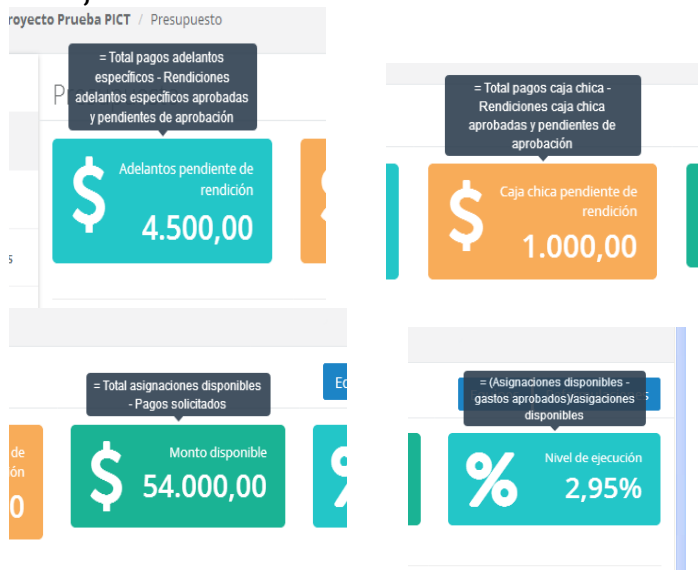 royecto Prueba PICT / Presupuesto
= Total pagos adelantos
específicos - Rendiciones
adelantos específicos aprobadas
y pendientes de aprobación
Adelantos pendiente de
rendición
4.500,00
= Total pagos caja chica -
Rendiciones caja chica
aprobadas y pendientes de
aprobación
Caja chica pendiente de
rendición
1.000,00
= Total asignaciones disponibles
- Pagos solicitados
Monto disponible
54.000,00
= (Asignaciones disponibles -
gastos aprobados)/asigaciones
disponibles
Nivel de ejecución
2,95%